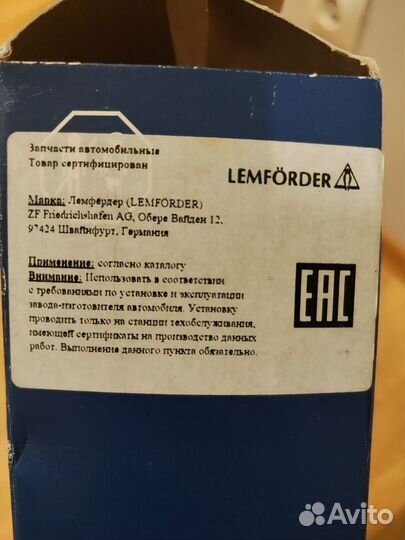 Запчасти автомобильные
Товар сертифицирован
LEMFÖRDER
Марка: Лемфёрдер (LEMFÖRDER)
ZF Friedrichshafen AG, Обере Вайден 12,
97424 Швайнфурт, Германия
Применение: согласно каталогу
Внимание: Использовать в соответствии
с требованиями по установке и эксплуатации
завода-изготовителя автомобиля. Установку
проводить только на станции техобслуживания,
имеющей сертификаты на производство данных
работ. Выполнение данного пункта обязательно.
EAC
Avito